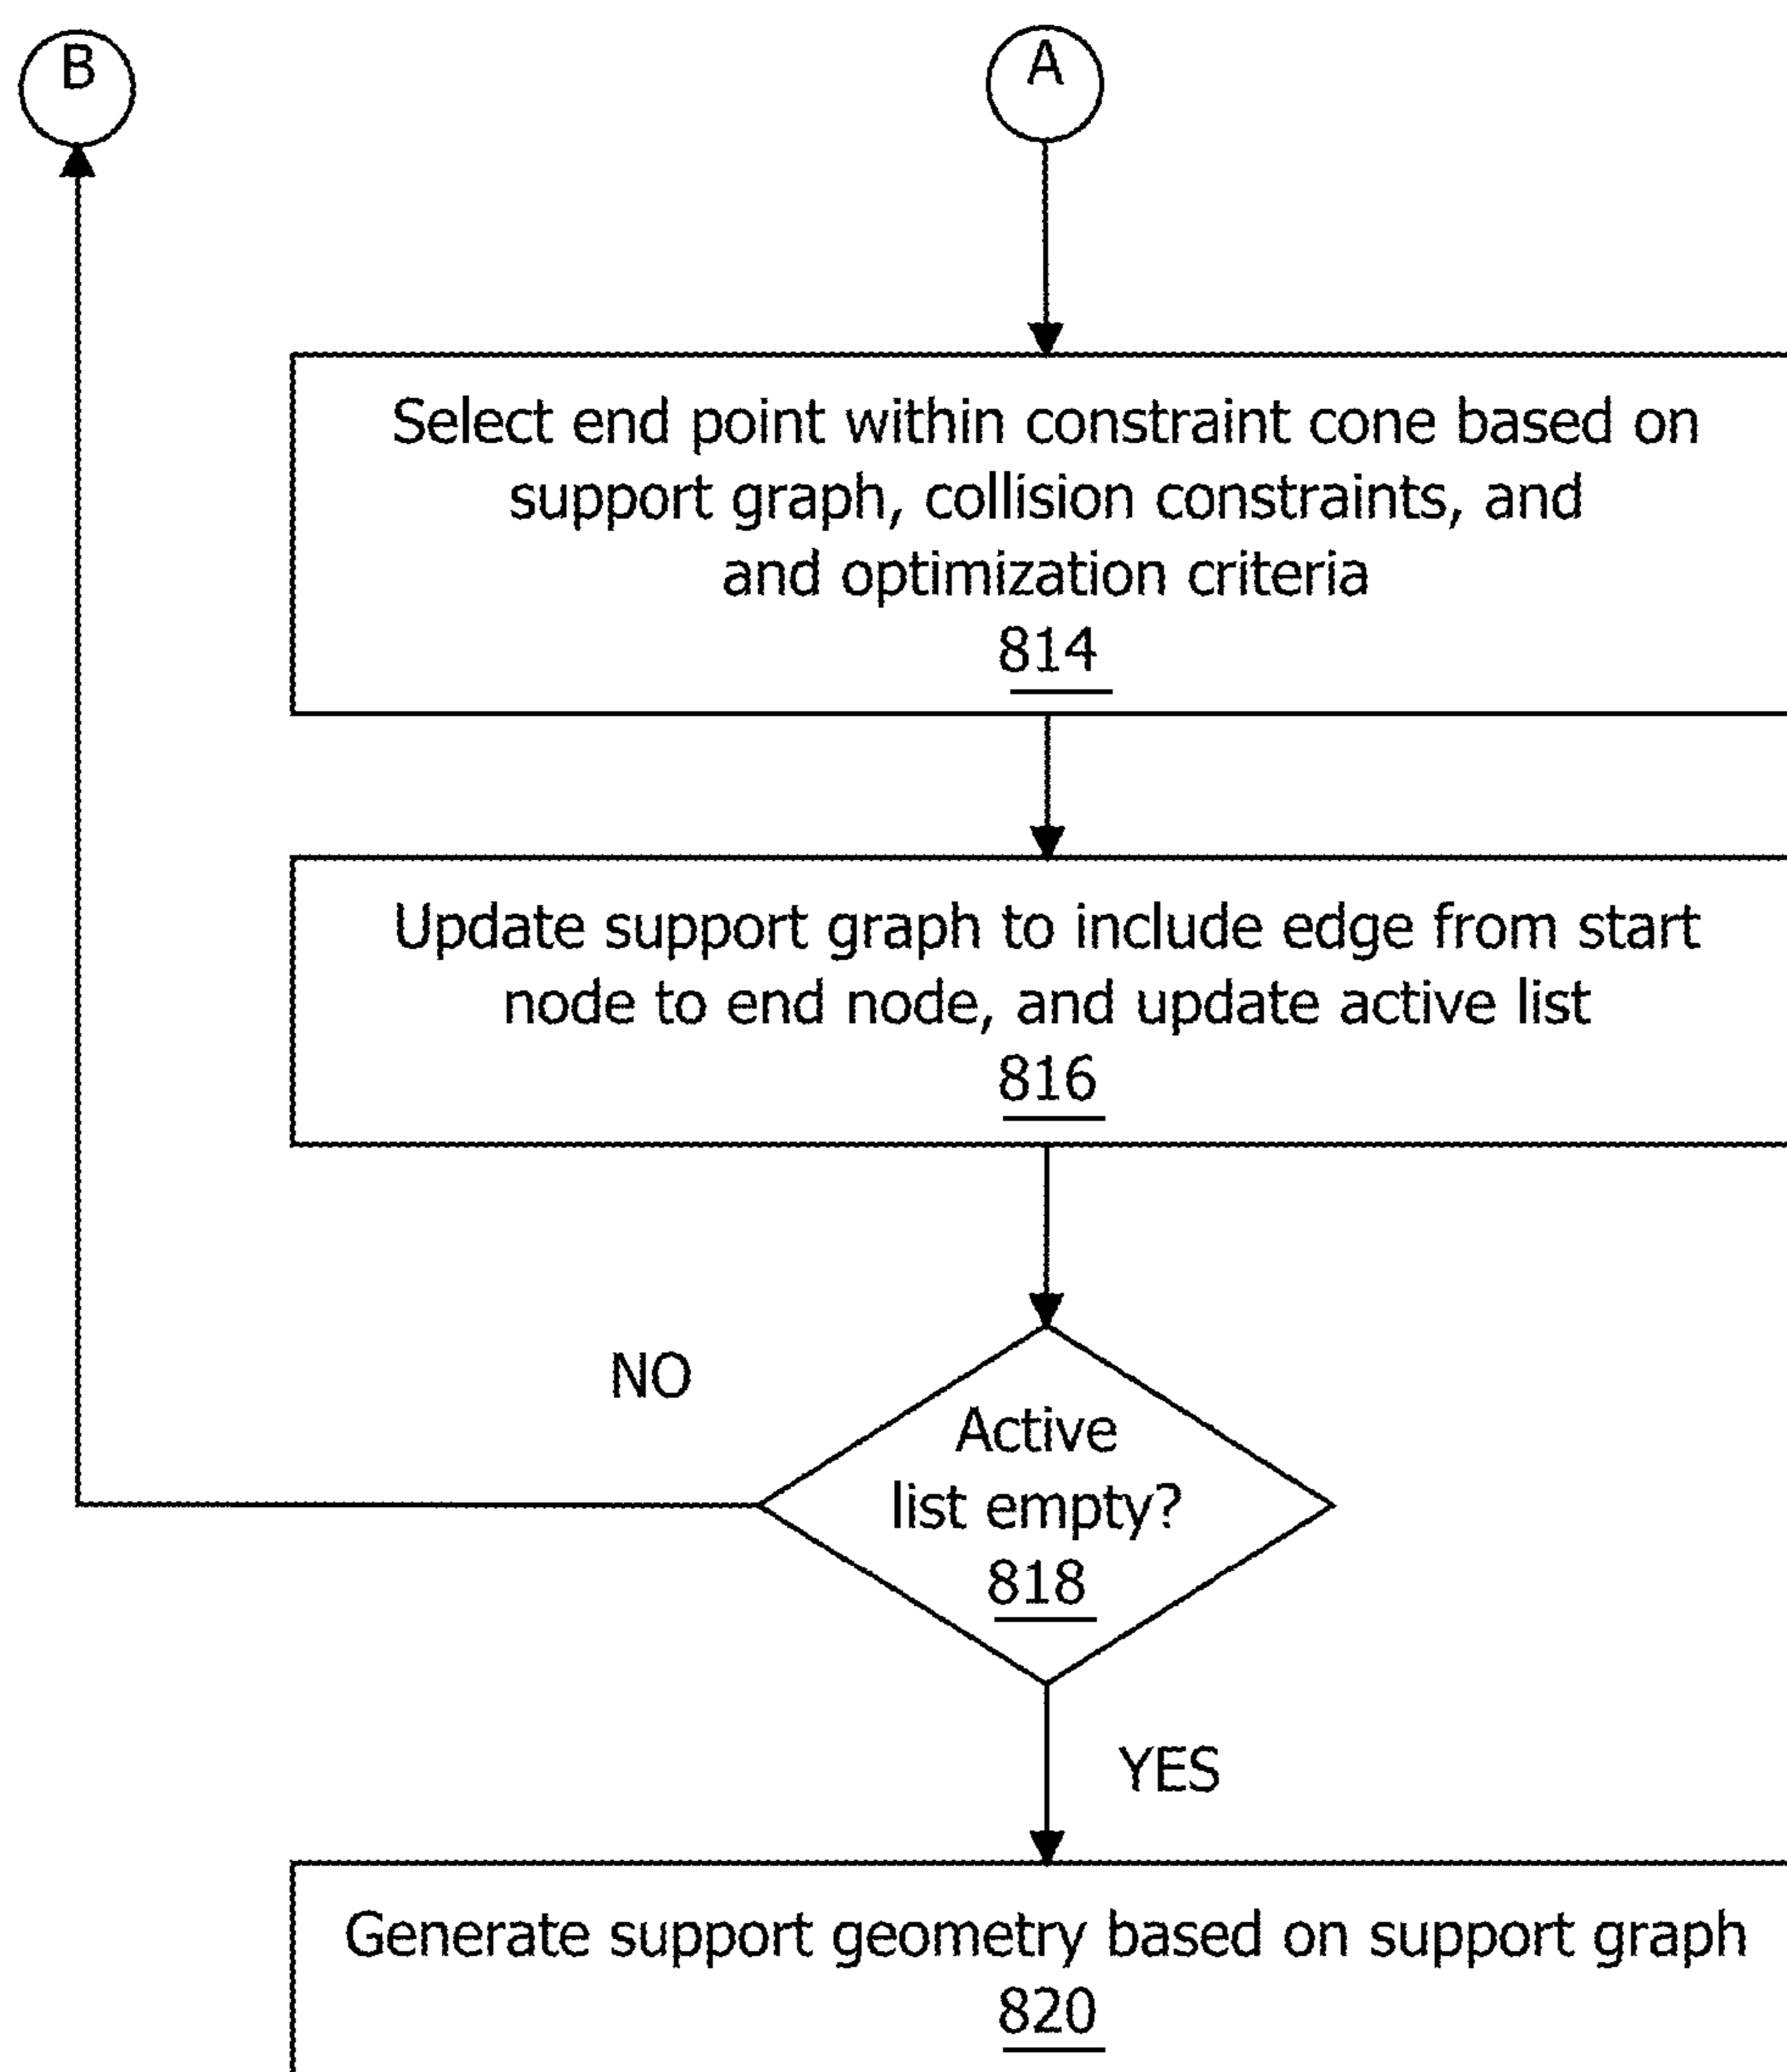 B
A
Select end point within constraint cone based on
support graph, collision constraints, and
and optimization criteria
814
Update support graph to include edge from start
node to end node, and update active list
816
NO
Active
list empty?
818
YES
Generate support geometry based on support graph
820